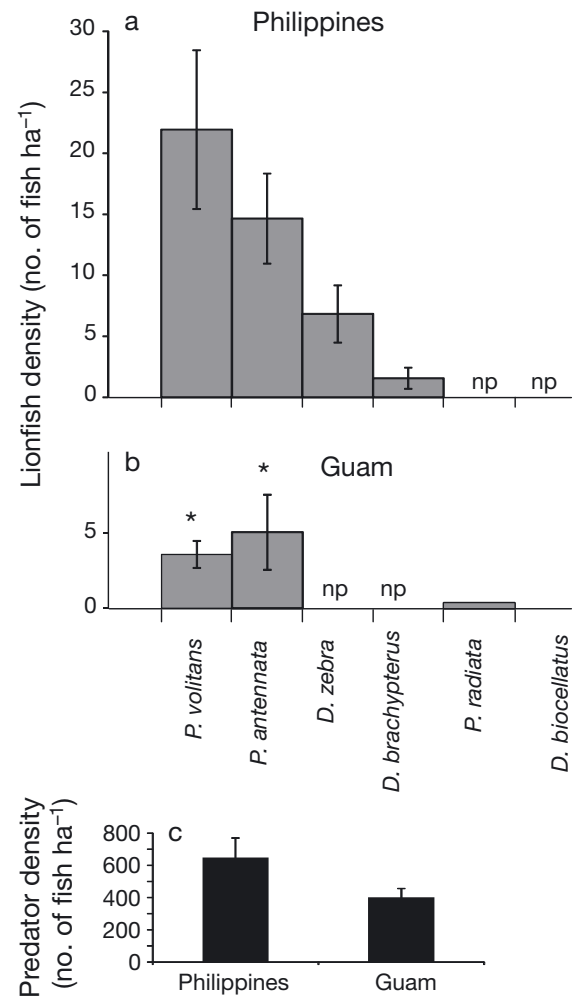 a Philippines
Lionfish density (no. of fish ha⁻¹)
30
25
20
15
10
5
0
np np
b Guam
* *
5
0
np np
P. volitans
P. antennata
D. zebra
D. brachypterus
P. radiata
D. biocellatus
Predator density
(no. of fish ha⁻¹)
c
800
600
400
200
0
Philippines Guam